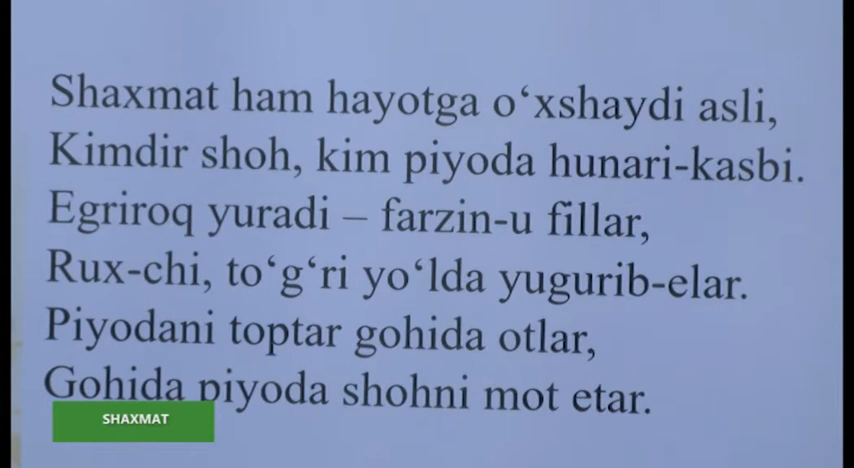 Shaxmat ham hayotga o‘xshaydi asli,
Kimdir shoh, kim piyoda hunari-kasbi.
Egriroq yuradi – farzin-u fillar,
Rux-chi, to‘g‘ri yo‘lda yugurib-elar.
Piyodani toptar gohida otlar,
Gohida piyoda shohni mot etar.
SHAXMAT